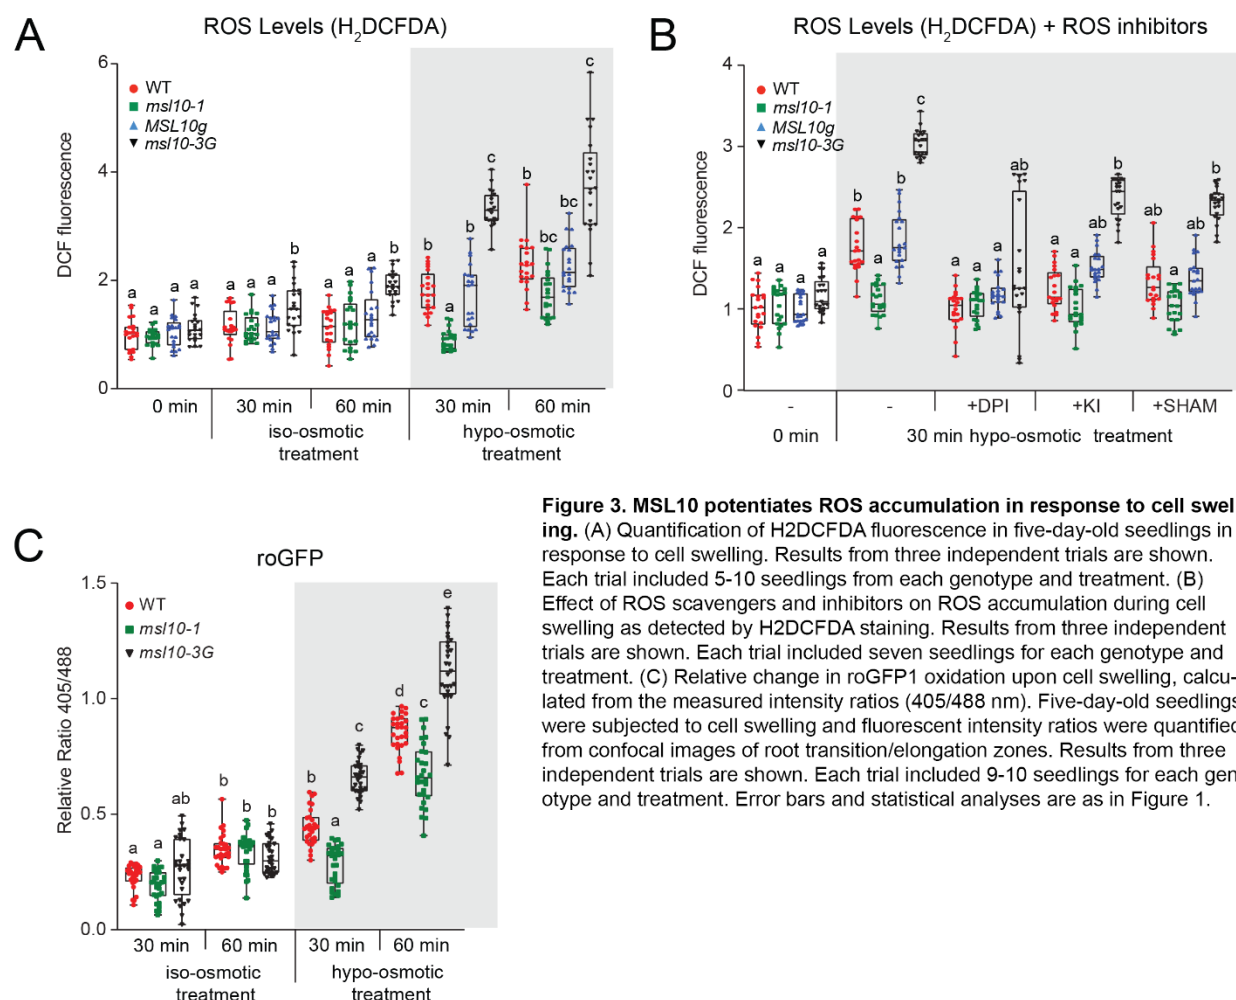 A
ROS Levels (H2DCFDA)
6
4
2
0
DCF fluorescence
WT
msl10-1
MSL10g
msl10-3G
a a a a
a a a b
a a a b
b a b c
b bc bc c
0 min
30 min
60 min
30 min
60 min
iso-osmotic
treatment
hypo-osmotic
treatment
B
ROS Levels (H2DCFDA) + ROS inhibitors
4
3
2
1
0
DCF fluorescence
WT
msl10-1
MSL10g
msl10-3G
a a a a
b a b c
a a a ab
a a ab b
ab a ab b
- - +DPI +KI +SHAM
0 min
30 min hypo-osmotic treatment
C
roGFP
1.5
1.0
0.5
0.0
Relative Ratio 405/488
WT
msl10-1
msl10-3G
a a ab
b b b
b a c
d c e
30 min
60 min
30 min
60 min
iso-osmotic
treatment
hypo-osmotic
treatment
Figure 3. MSL10 potentiates ROS accumulation in response to cell swel
ing. (A) Quantification of H2DCFDA fluorescence in five-day-old seedlings in
response to cell swelling. Results from three independent trials are shown.
Each trial included 5-10 seedlings from each genotype and treatment. (B)
Effect of ROS scavengers and inhibitors on ROS accumulation during cell
swelling as detected by H2DCFDA staining. Results from three independent
trials are shown. Each trial included seven seedlings for each genotype and
treatment. (C) Relative change in roGFP1 oxidation upon cell swelling, calcu-
lated from the measured intensity ratios (405/488 nm). Five-day-old seedlings
were subjected to cell swelling and fluorescent intensity ratios were quantified
from confocal images of root transition/elongation zones. Results from three
independent trials are shown. Each trial included 9-10 seedlings for each gen
otype and treatment. Error bars and statistical analyses are as in Figure 1.